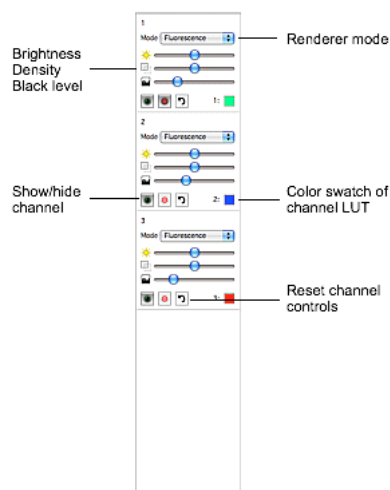 1
Mode Fluorescence
Renderer mode
Brightness
Density
Black level
1:
2
Mode Fluorescence
Show/hide
channel
2:
Color swatch of
channel LUT
3
Mode Fluorescence
3:
Reset channel
controls